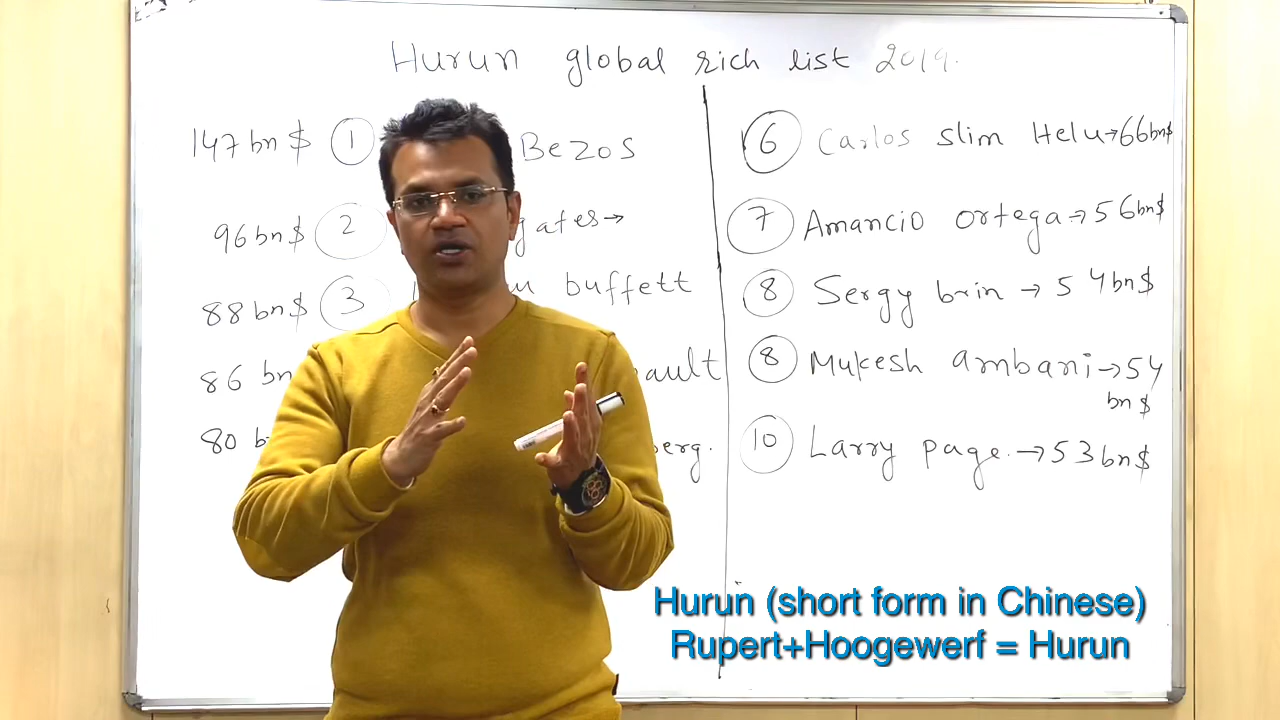 Hurun global rich list 2019.
147 bn $ 1 Bezos
96 bn $ 2 gates→
88 bn $ 3 buffett
86 bn
80 b
6 Carlos slim Helu→66bn$
7 Amancio ortega→56bn$
8 Sergy brin → 54bn$
8 Mukesh ambani→54
bn $
10 Larry page.→53bn$
Hurun (short form in Chinese)
Rupert+Hoogewerf = Hurun